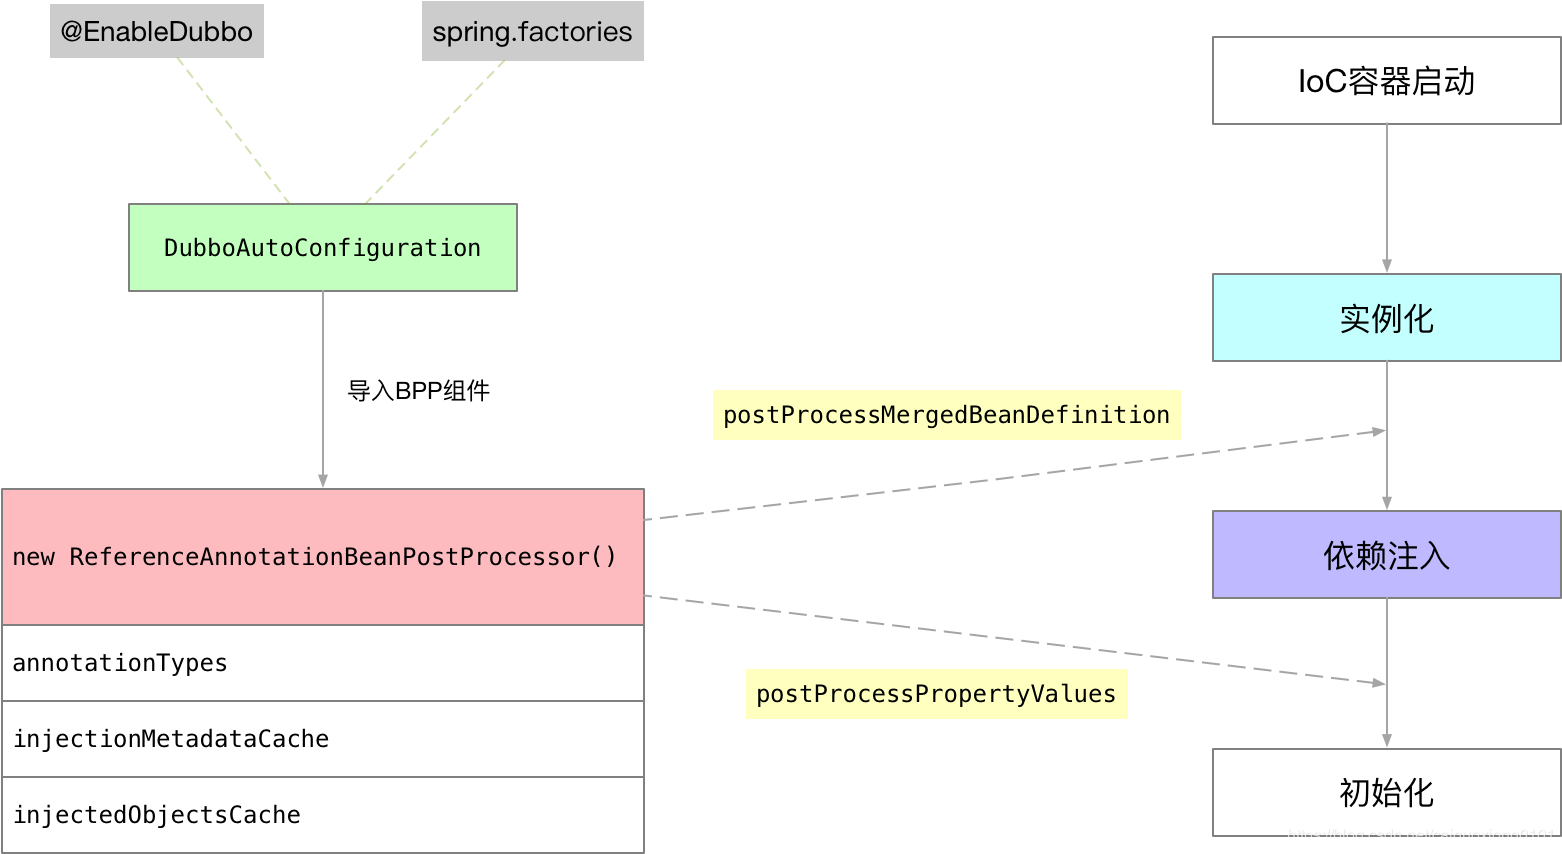 @EnableDubbo
spring.factories
DubboAutoConfiguration
导入BPP组件
new ReferenceAnnotationBeanPostProcessor()
annotationTypes
injectionMetadataCache
injectedObjectsCache
postProcessMergedBeanDefinition
postProcessPropertyValues
IoC容器启动
实例化
依赖注入
初始化